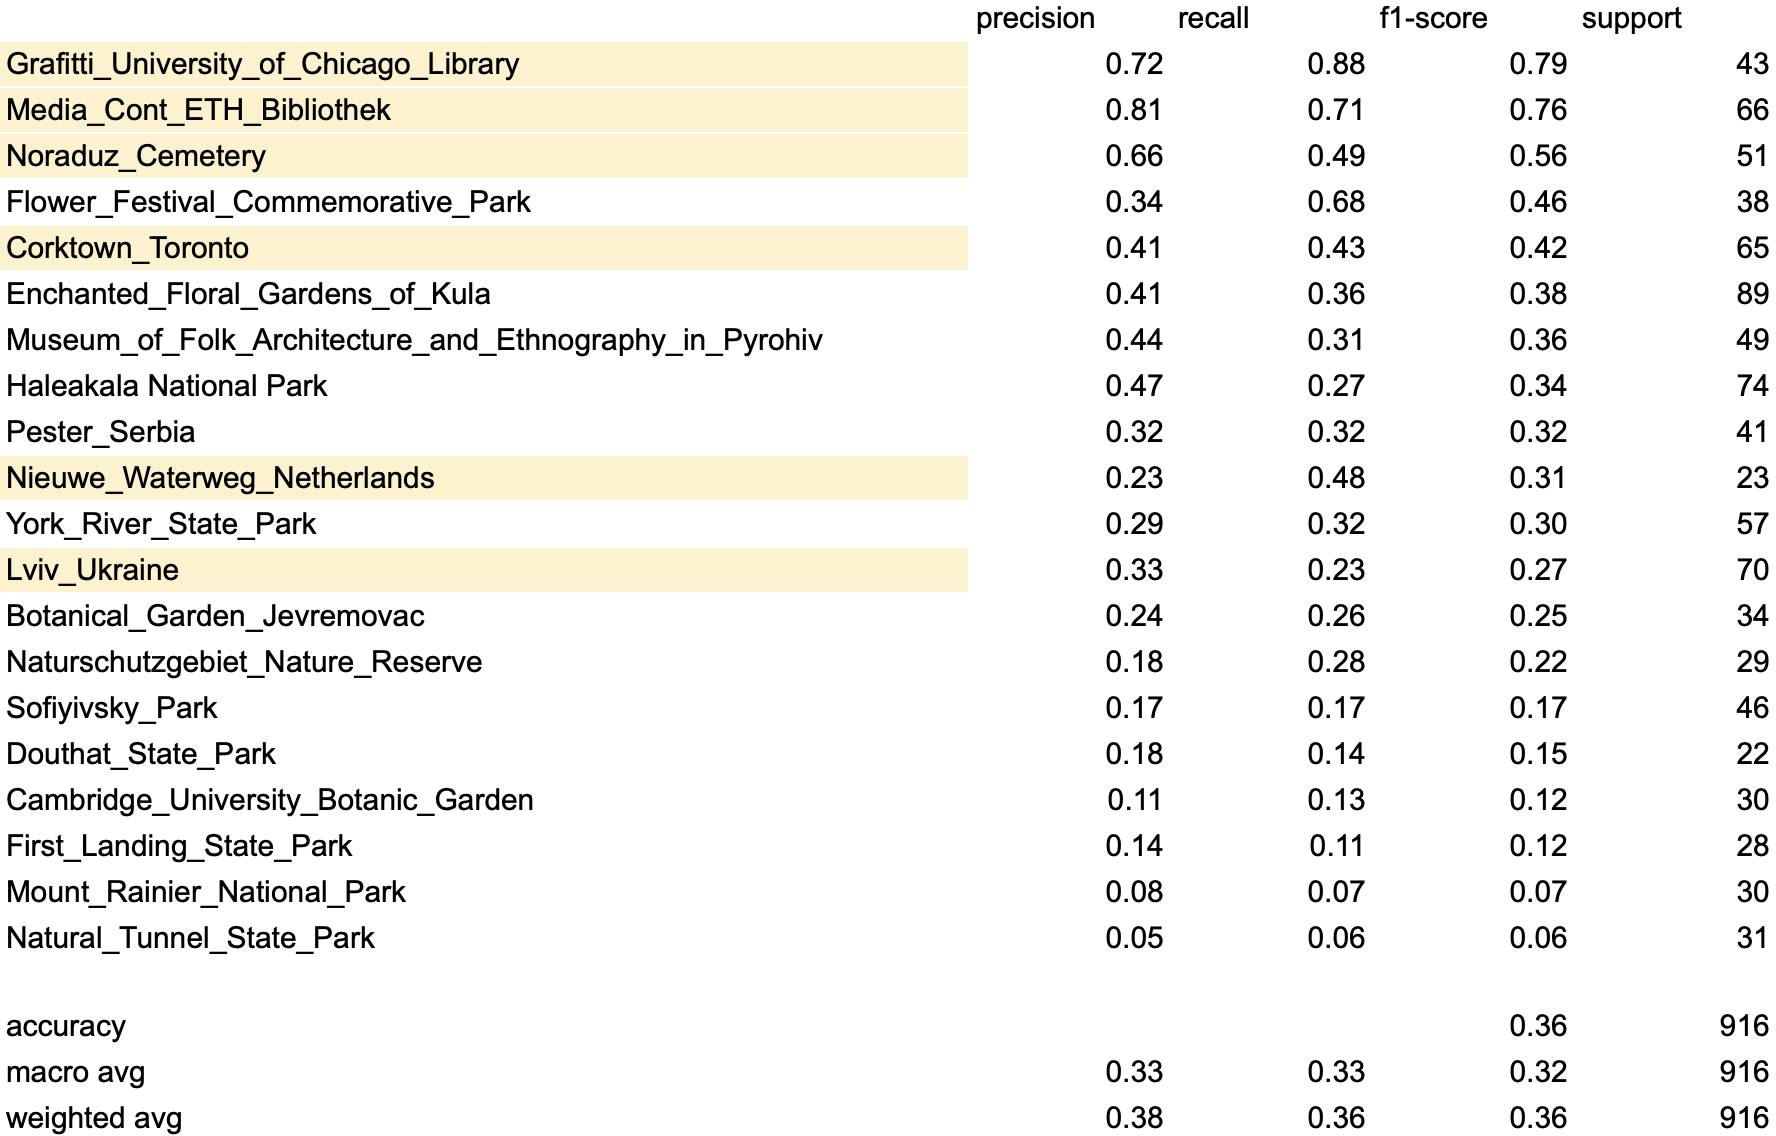 precision recall f1-score support
Grafitti_University_of_Chicago_Library 0.72 0.88 0.79 43
Media_Cont_ETH_Bibliothek 0.81 0.71 0.76 66
Noraduz_Cemetery 0.66 0.49 0.56 51
Flower_Festival_Commemorative_Park 0.34 0.68 0.46 38
Corktown_Toronto 0.41 0.43 0.42 65
Enchanted_Floral_Gardens_of_Kula 0.41 0.36 0.38 89
Museum_of_Folk_Architecture_and_Ethnography_in_Pyrohiv 0.44 0.31 0.36 49
Haleakala National Park 0.47 0.27 0.34 74
Pester_Serbia 0.32 0.32 0.32 41
Nieuwe_Waterweg_Netherlands 0.23 0.48 0.31 23
York_River_State_Park 0.29 0.32 0.30 57
Lviv_Ukraine 0.33 0.23 0.27 70
Botanical_Garden_Jevremovac 0.24 0.26 0.25 34
Naturschutzgebiet_Nature_Reserve 0.18 0.28 0.22 29
Sofiyivsky_Park 0.17 0.17 0.17 46
Douthat_State_Park 0.18 0.14 0.15 22
Cambridge_University_Botanic_Garden 0.11 0.13 0.12 30
First_Landing_State_Park 0.14 0.11 0.12 28
Mount_Rainier_National_Park 0.08 0.07 0.07 30
Natural_Tunnel_State_Park 0.05 0.06 0.06 31
accuracy 0.36 916
macro avg 0.33 0.33 0.32 916
weighted avg 0.38 0.36 0.36 916